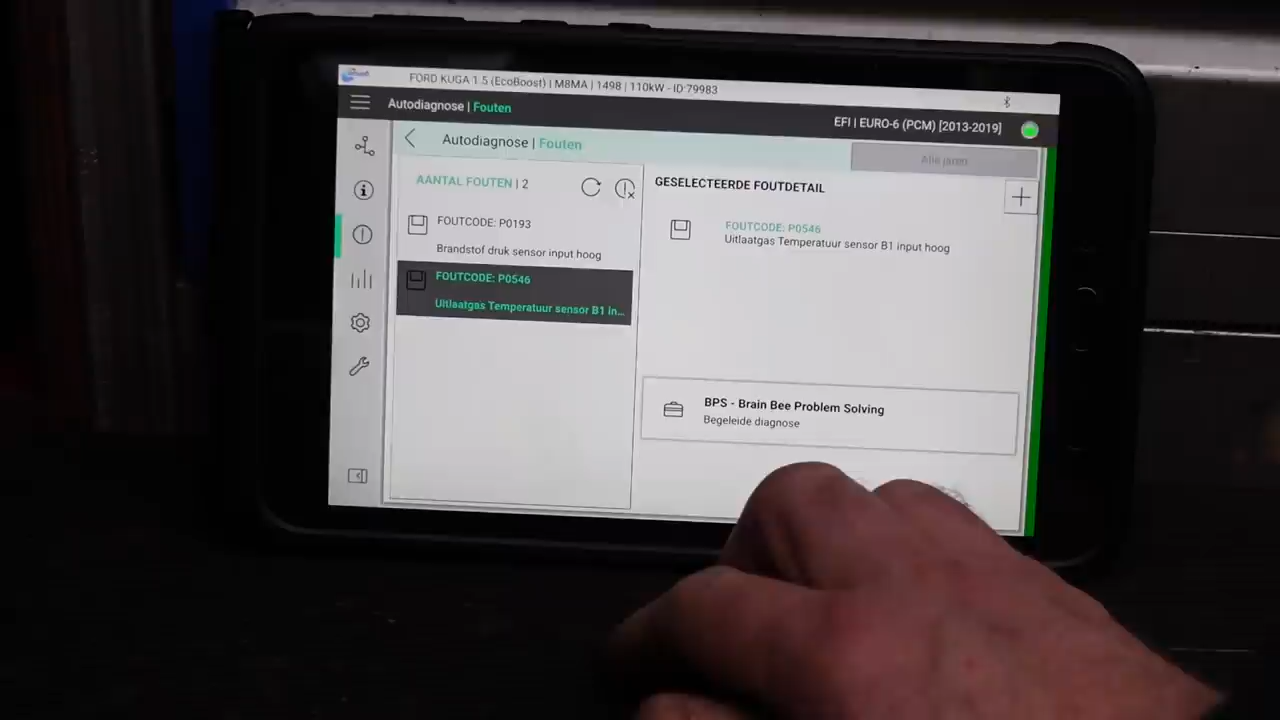 FORD KUGA 1.5 (EcoBoost) | M8MA | 1498 | 110kW - ID:79983
Autodiagnose | Fouten
EFI | EURO-6 (PCM) [2013-2019]
Autodiagnose | Fouten
Alle jaren
AANTAL FOUTEN | 2
GESELECTEERDE FOUTDETAIL
FOUTCODE: P0193
Brandstof druk sensor input hoog
FOUTCODE: P0546
Uitlaatgas Temperatuur sensor B1 in...
FOUTCODE: P0546
Uitlaatgas Temperatuur sensor B1 input hoog
BPS - Brain Bee Problem Solving
Begeleide diagnose